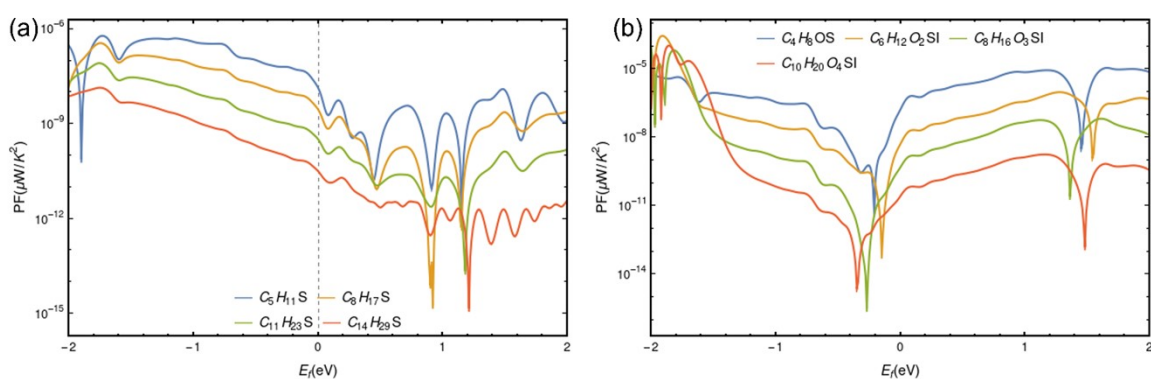 (a)
10⁻⁶
10⁻⁹
10⁻¹²
10⁻¹⁵
PF(μW/K²)
C₅H₁₁S C₈H₁₇S
C₁₁H₂₃S C₁₄H₂₉S
-2 -1 0 1 2
E_f(eV)
(b)
10⁻⁵
10⁻⁸
10⁻¹¹
10⁻¹⁴
PF(μW/K²)
C₄H₈OS C₆H₁₂O₂SI C₈H₁₆O₃SI
C₁₀H₂₀O₄SI
-2 -1 0 1 2
E_f(eV)